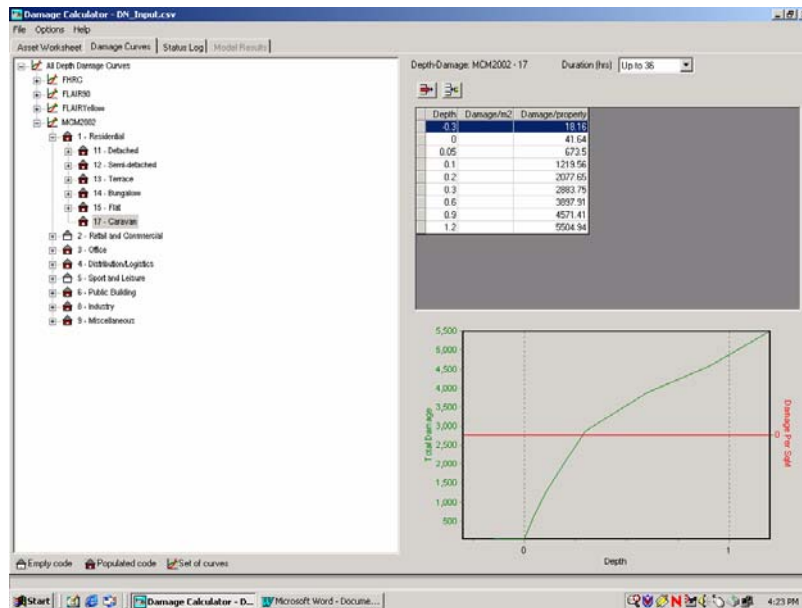 Damage Calculator - DN_Input.csv
File Options Help
Asset Worksheet Damage Curves Status Log Model Results
All Depth Damage Curves
FHRC
FLAIR90
FLAIRYellow
MCM2002
1 - Residential
11 - Detached
12 - Semi-detached
13 - Terrace
14 - Bungalow
15 - Flat
17 - Caravan
2 - Retail and Commercial
3 - Office
4 - Distribution/Logistics
5 - Sport and Leisure
6 - Public Building
8 - Industry
9 - Miscellaneous
Empty code Populated code Set of curves
Depth-Damage: MCM2002 - 17 Duration (hrs) Up to 36
Depth Damage/m2 Damage/property
-0.3 18.16
0 41.64
0.05 673.5
0.1 1219.56
0.2 2077.65
0.3 2883.75
0.6 3897.91
0.9 4571.41
1.2 5504.94
5,500
5,000
4,500
4,000
3,500
3,000
2,500
2,000
1,500
1,000
500
Total Damage
0
Damage Per SqM
0 1
Depth
Start Damage Calculator - D... Microsoft Word - Docume... 4:23 PM